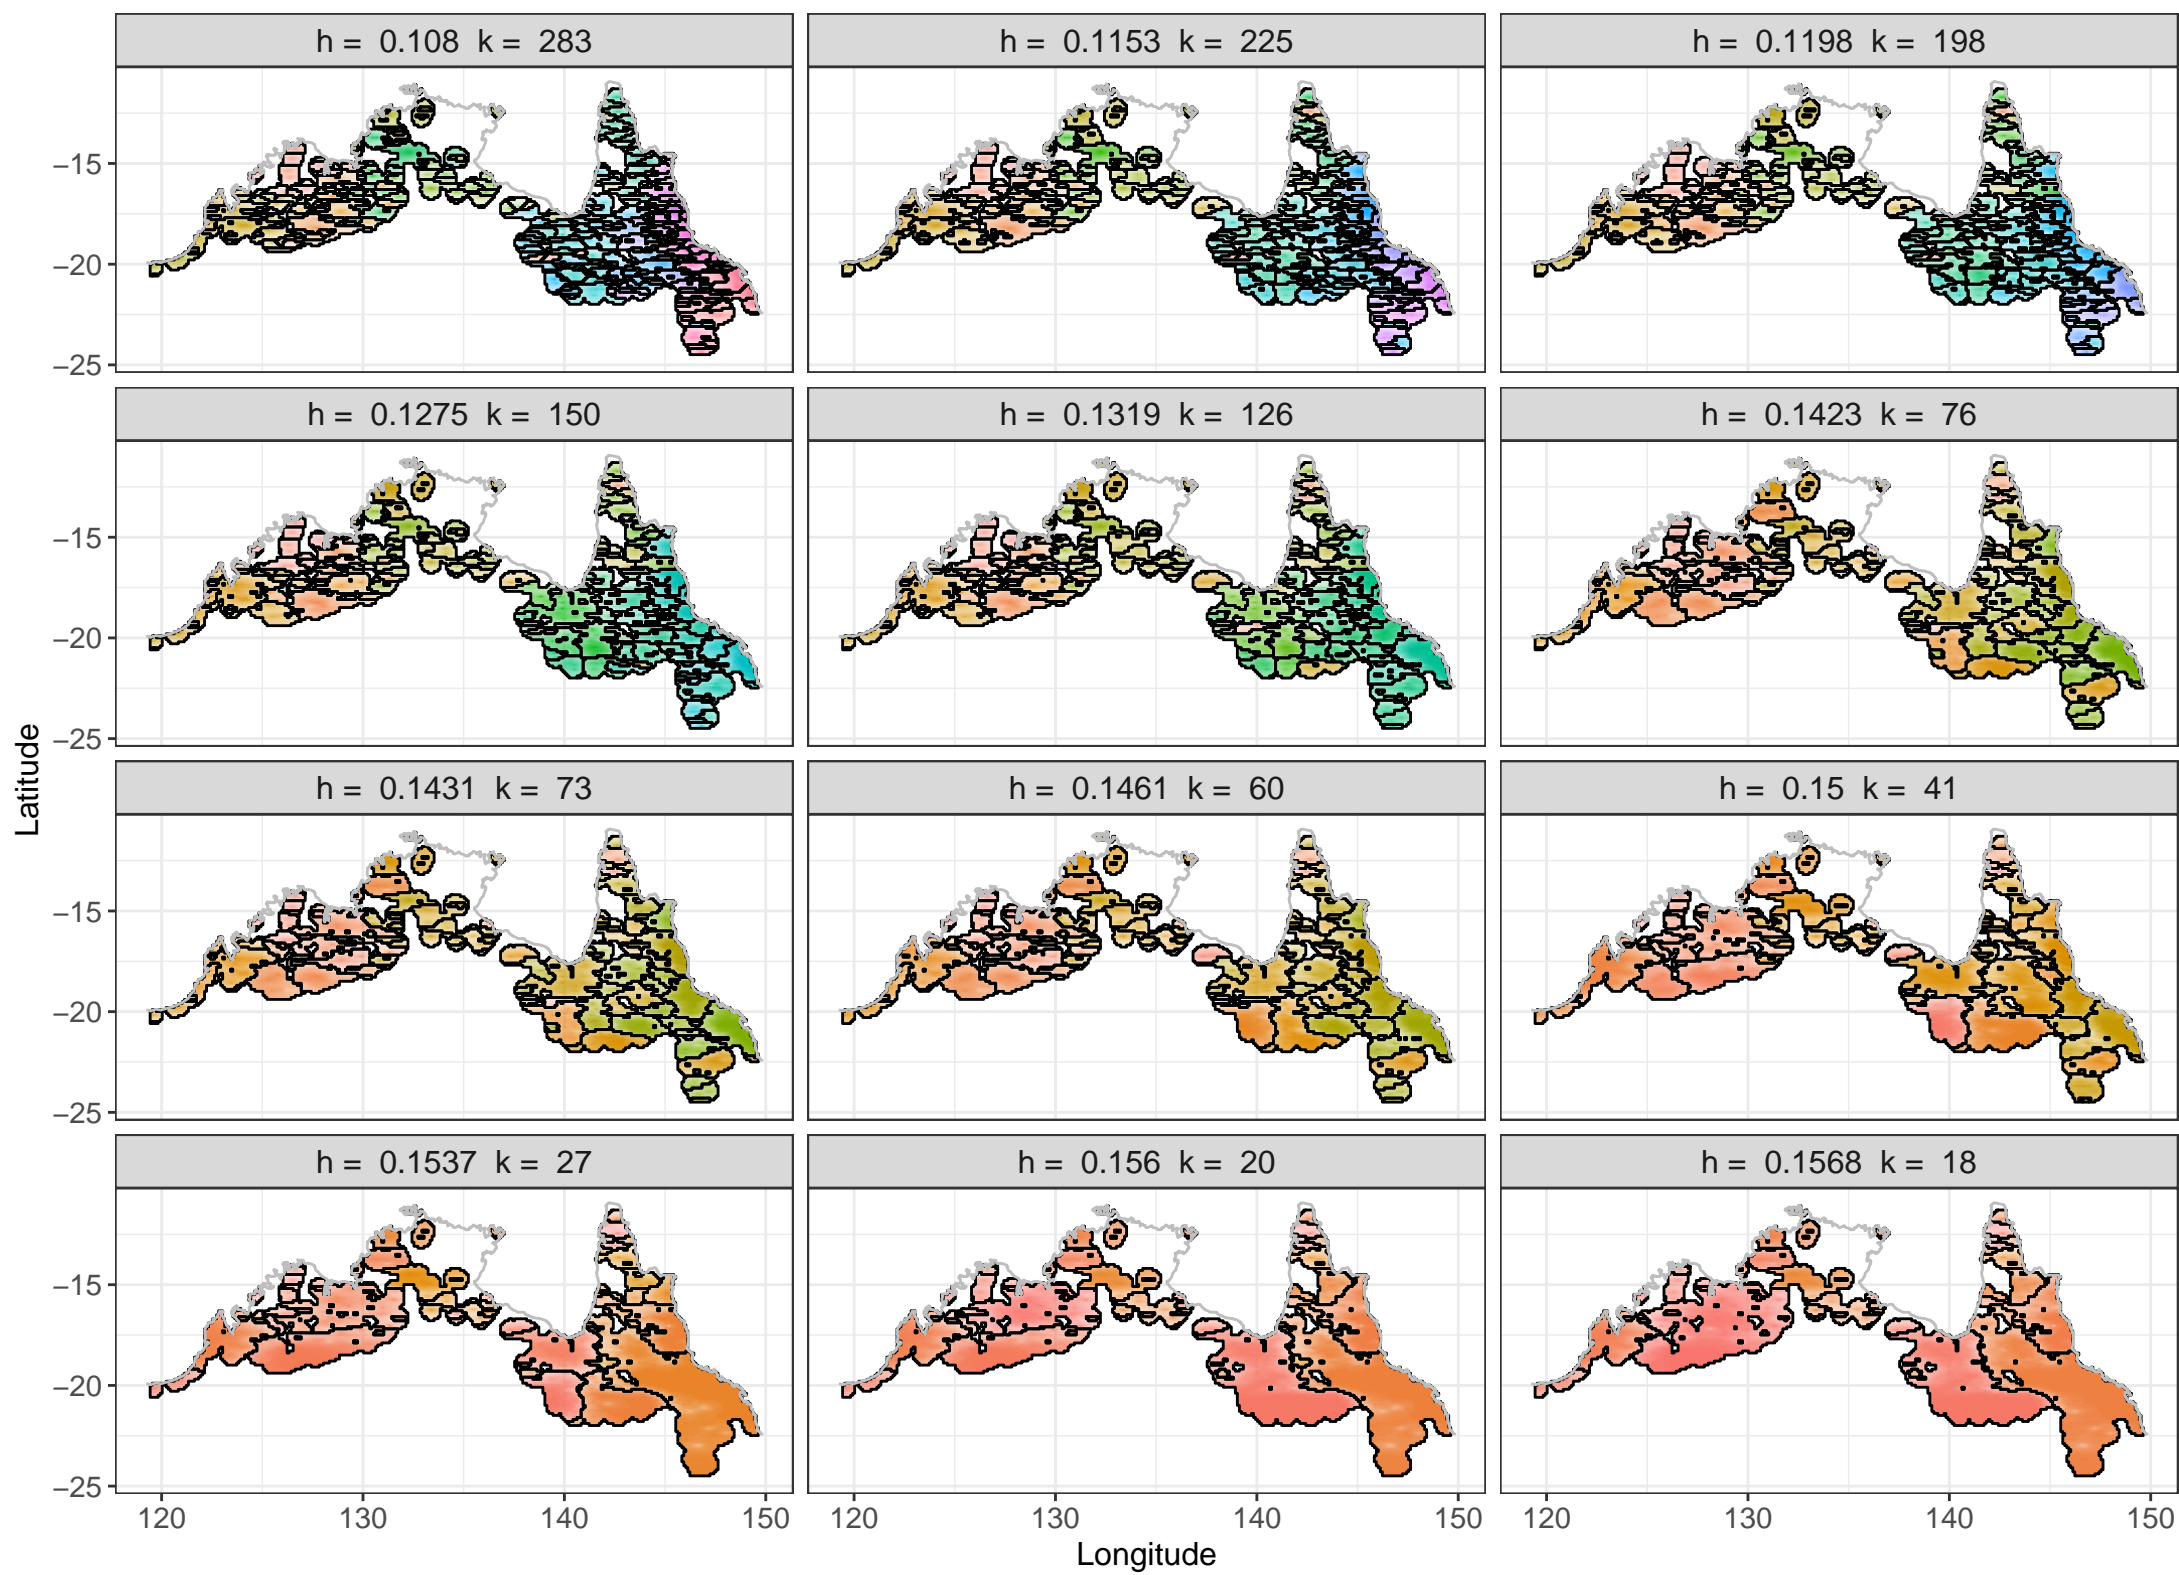 h = 0.108 k = 283
h = 0.1153 k = 225
h = 0.1198 k = 198
−15
−20
−25
h = 0.1275 k = 150
h = 0.1319 k = 126
h = 0.1423 k = 76
−15
−20
−25
Latitude
h = 0.1431 k = 73
h = 0.1461 k = 60
h = 0.15 k = 41
−15
−20
−25
h = 0.1537 k = 27
h = 0.156 k = 20
h = 0.1568 k = 18
−15
−20
−25
120 130 140 150 120 130 140 150 120 130 140 150
Longitude